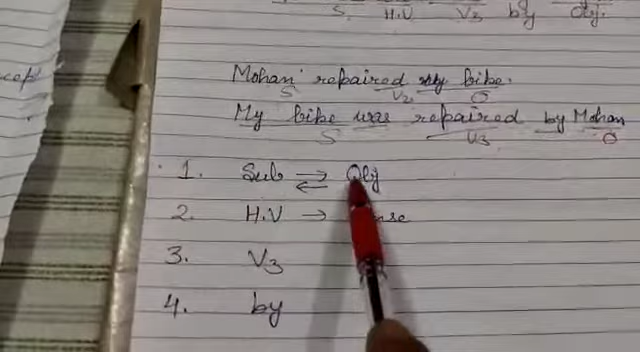 S H.V V3 by Obj.
Mohan repaired my bike.
S V2 O
My bike was repaired by Mohan
S V3 O
1. Sub → ← Obj
2. H.V →
3. V3
4. by